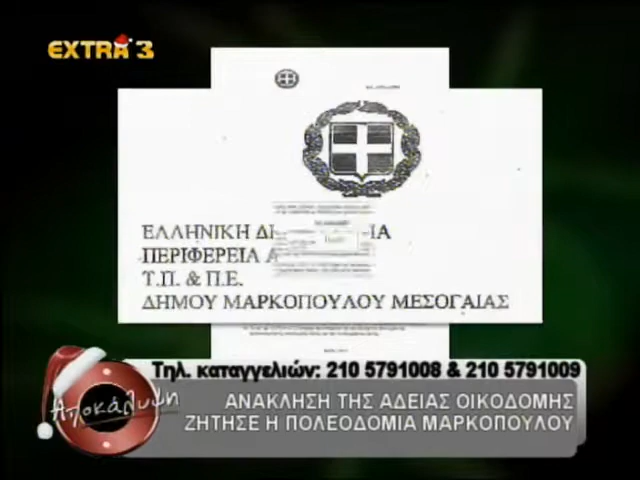 EXTRA 3
ΕΛΛΗΝΙΚΗ
ΠΕΡΙΦΕΡΕΙΑ
Τ.Π. & Π.Ε.
ΔΗΜΟΥ ΜΑΡΚΟΠΟΥΛΟΥ ΜΕΣΟΓΑΙΑΣ
Τηλ. καταγγελιών: 210 5791008 & 210 5791009
Αποκάλυψη
ΑΝΑΚΛΗΣΗ ΤΗΣ ΑΔΕΙΑΣ ΟΙΚΟΔΟΜΗΣ
ΖΗΤΗΣΕ Η ΠΟΛΕΟΔΟΜΙΑ ΜΑΡΚΟΠΟΥΛΟΥ